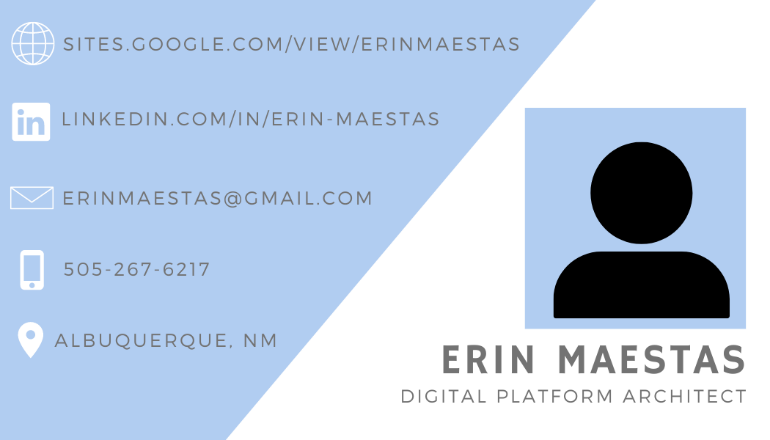 SITES.GOOGLE.COM/VIEW/ERINMAESTAS
in
LINKEDIN.COM/IN/ERIN-MAESTAS
ERINMAESTAS@GMAIL.COM
505-267-6217
ALBUQUERQUE, NM
ERIN MAESTAS
DIGITAL PLATFORM ARCHITECT